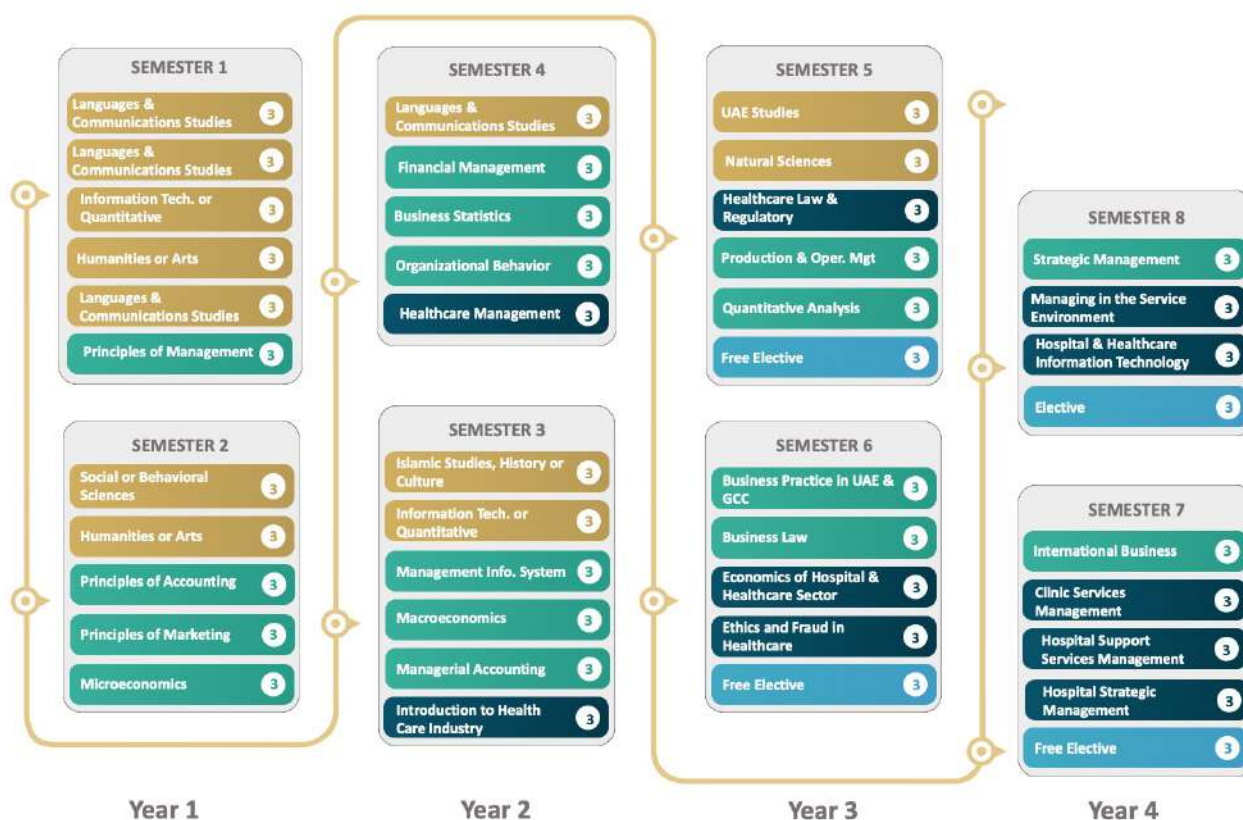 SEMESTER 1
Languages &
Communications Studies
3
Languages &
Communications Studies
3
Information Tech. or
Quantitative
3
Humanities or Arts
3
Languages &
Communications Studies
3
Principles of Management
3
SEMESTER 2
Social or Behavioral
Sciences
3
Humanities or Arts
3
Principles of Accounting
3
Principles of Marketing
3
Microeconomics
3
Year 1
SEMESTER 4
Languages &
Communications Studies
3
Financial Management
3
Business Statistics
3
Organizational Behavior
3
Healthcare Management
3
SEMESTER 3
Islamic Studies, History or
Culture
3
Information Tech. or
Quantitative
3
Management Info. System
3
Macroeconomics
3
Managerial Accounting
3
Introduction to Health
Care Industry
3
Year 2
SEMESTER 5
UAE Studies
3
Natural Sciences
3
Healthcare Law &
Regulatory
3
Production & Oper. Mgt
3
Quantitative Analysis
3
Free Elective
3
SEMESTER 6
Business Practice in UAE &
GCC
3
Business Law
3
Economics of Hospital &
Healthcare Sector
3
Ethics and Fraud in
Healthcare
3
Free Elective
3
Year 3
SEMESTER 8
Strategic Management
3
Managing in the Service
Environment
3
Hospital & Healthcare
Information Technology
3
Elective
3
SEMESTER 7
International Business
3
Clinic Services
Management
3
Hospital Support
Services Management
3
Hospital Strategic
Management
3
Free Elective
3
Year 4